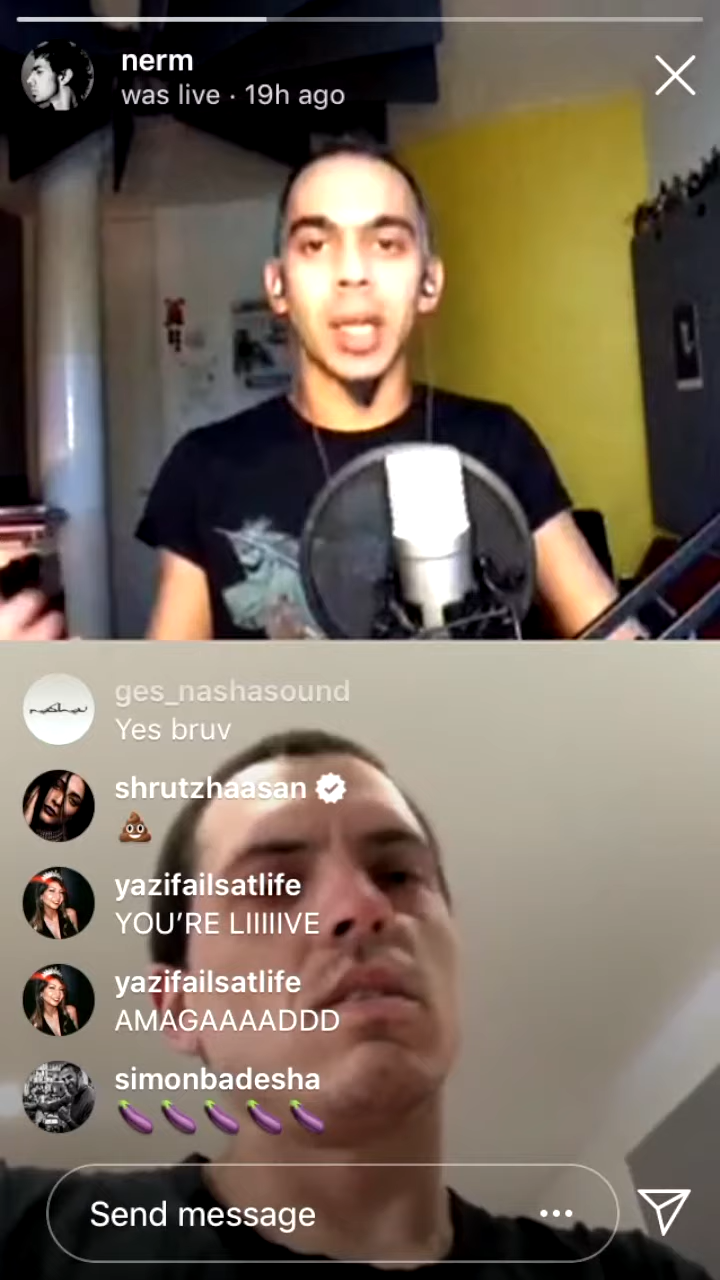 nerm
was live · 19h ago
ges_nashasound
Yes bruv
shrutzhaasan
💩
yazifailsatlife
YOU’RE LIIIIIVE
yazifailsatlife
AMAGAAAADDD
simonbadesha
🍆🍆🍆🍆🍆
Send message